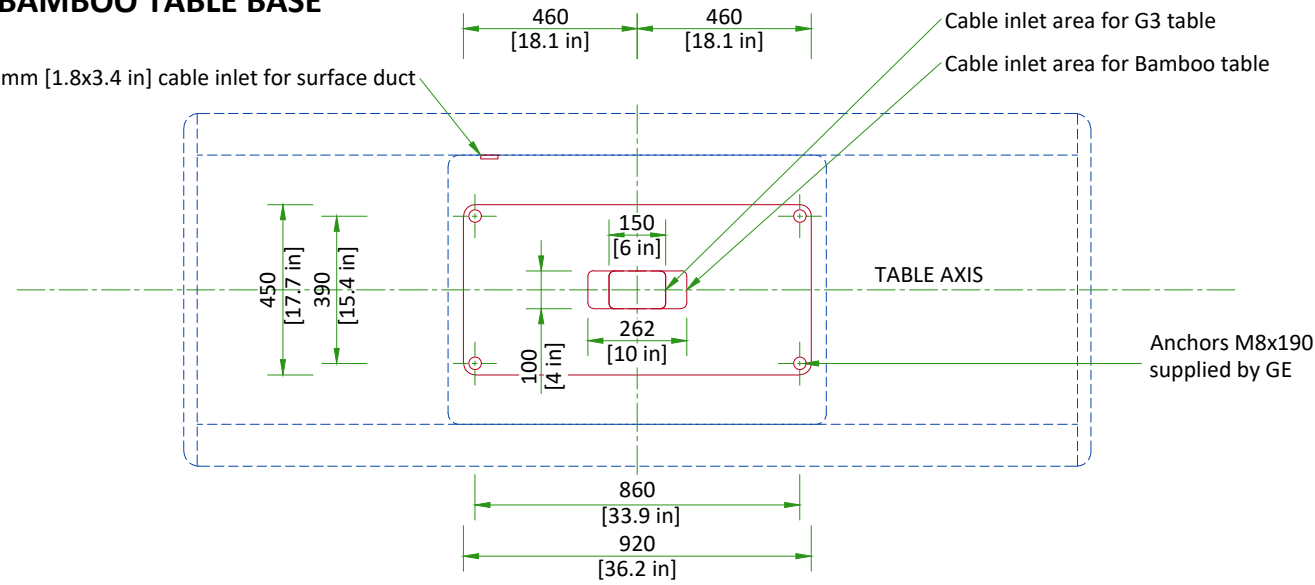 BAMBOO TABLE BASE
460
[18.1 in]
460
[18.1 in]
Cable inlet area for G3 table
Cable inlet area for Bamboo table
mm [1.8x3.4 in] cable inlet for surface duct
150
[6 in]
450
[17.7 in]
390
[15.4 in]
TABLE AXIS
262
[10 in]
100
[4 in]
Anchors M8x190
supplied by GE
860
[33.9 in]
920
[36.2 in]